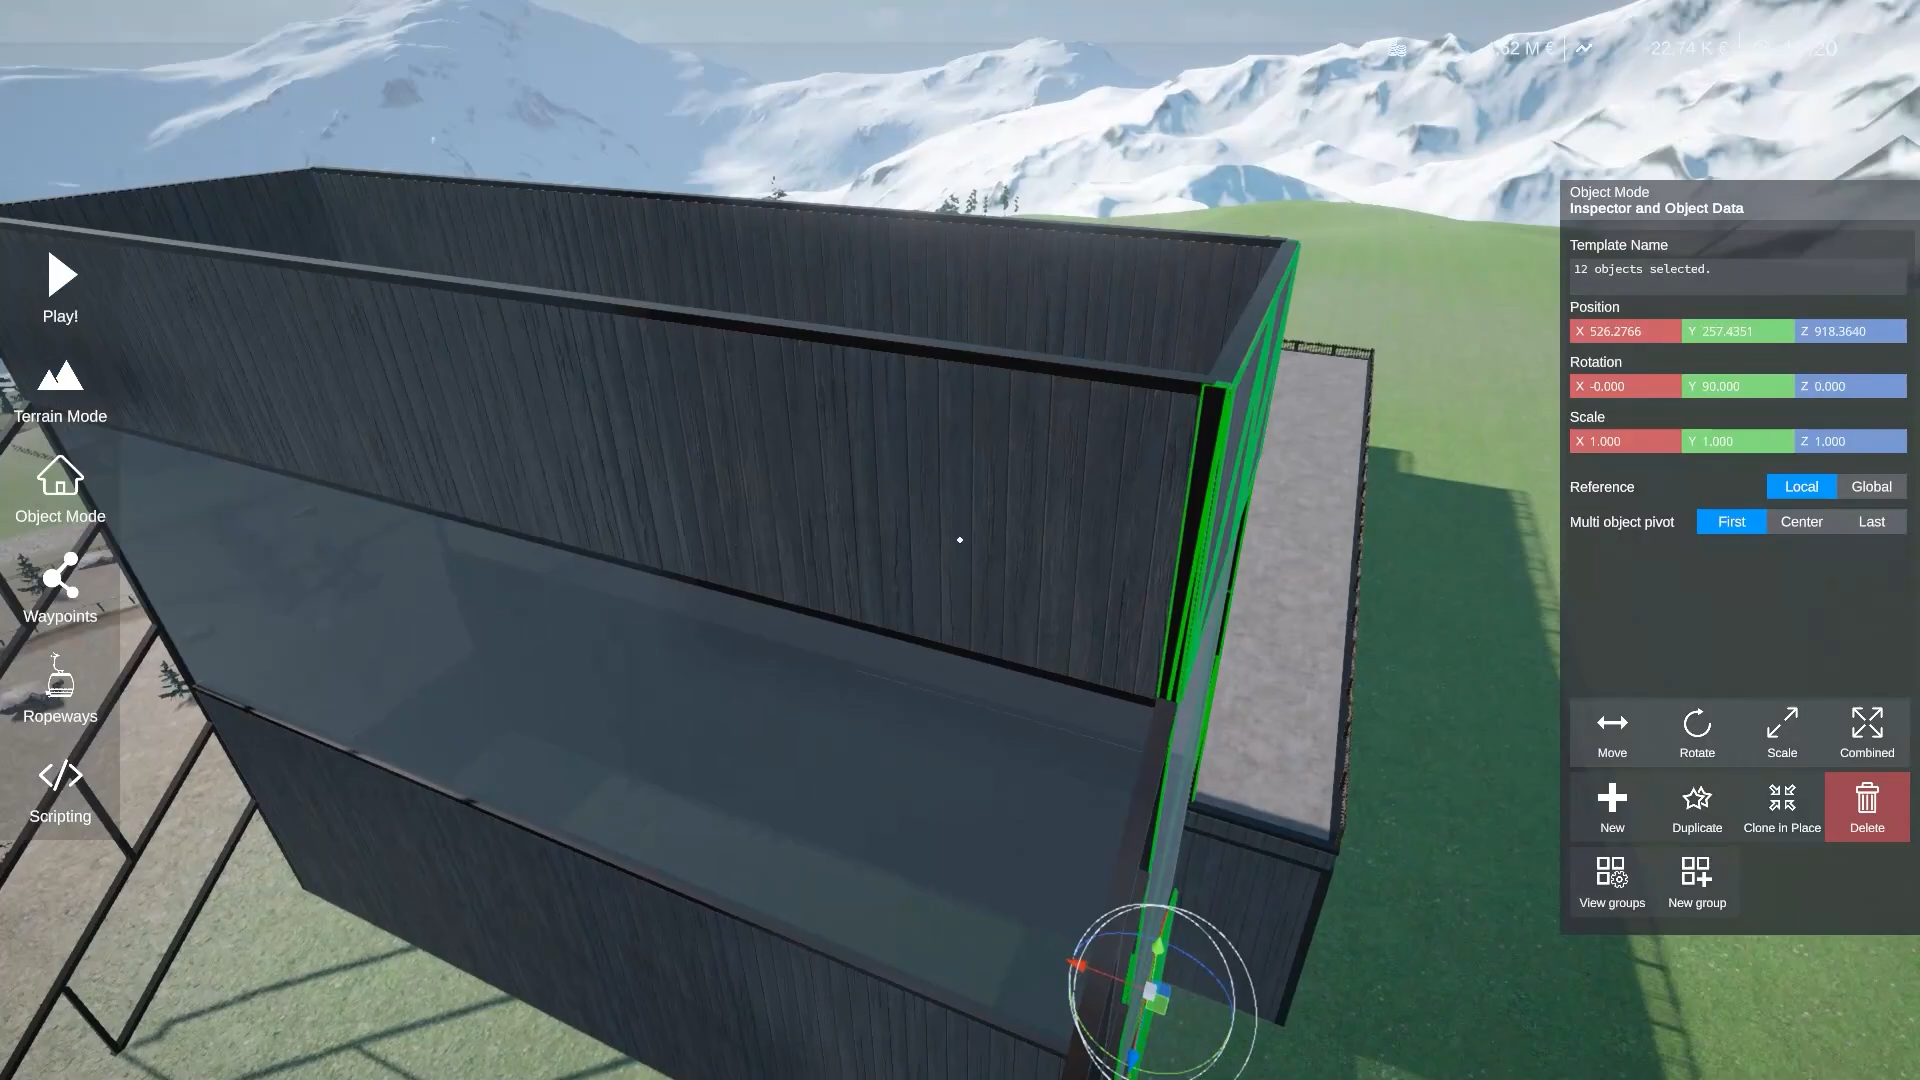 22.74 K €
Object Mode
Inspector and Object Data
Template Name
12 objects selected.
Position
X 526.2766 Y 257.4351 Z 918.3640
Rotation
X -0.000 Y 90.000 Z 0.000
Scale
X 1.000 Y 1.000 Z 1.000
Reference Local Global
Multi object pivot First Center Last
Move Rotate Scale Combined
New Duplicate Clone in Place Delete
View groups New group
Play!
Terrain Mode
Object Mode
Waypoints
Ropeways
Scripting